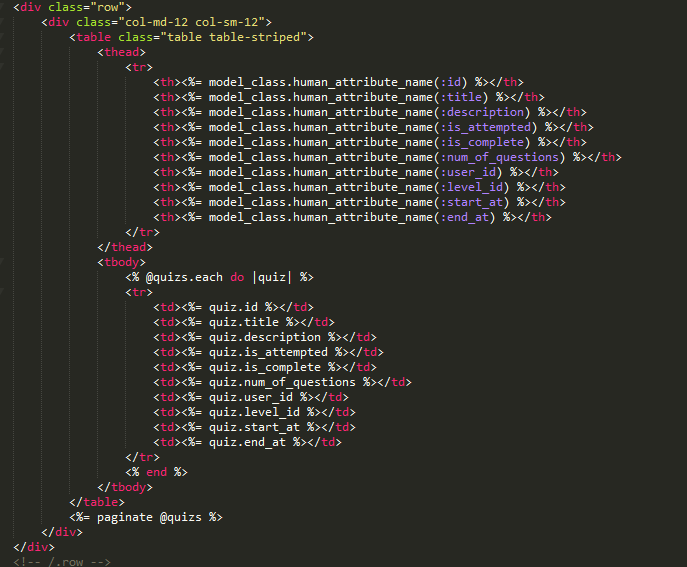 <div class="row">
<div class="col-md-12 col-sm-12">
<table class="table table-striped">
<thead>
<tr>
<th><%= model_class.human_attribute_name(:id) %></th>
<th><%= model_class.human_attribute_name(:title) %></th>
<th><%= model_class.human_attribute_name(:description) %></th>
<th><%= model_class.human_attribute_name(:is_attempted) %></th>
<th><%= model_class.human_attribute_name(:is_complete) %></th>
<th><%= model_class.human_attribute_name(:num_of_questions) %></th>
<th><%= model_class.human_attribute_name(:user_id) %></th>
<th><%= model_class.human_attribute_name(:level_id) %></th>
<th><%= model_class.human_attribute_name(:start_at) %></th>
<th><%= model_class.human_attribute_name(:end_at) %></th>
</tr>
</thead>
<tbody>
<% @quizs.each do |quiz| %>
<tr>
<td><%= quiz.id %></td>
<td><%= quiz.title %></td>
<td><%= quiz.description %></td>
<td><%= quiz.is_attempted %></td>
<td><%= quiz.is_complete %></td>
<td><%= quiz.num_of_questions %></td>
<td><%= quiz.user_id %></td>
<td><%= quiz.level_id %></td>
<td><%= quiz.start_at %></td>
<td><%= quiz.end_at %></td>
</tr>
<% end %>
</tbody>
</table>
<%= paginate @quizs %>
</div>
</div>
<!-- /.row -->